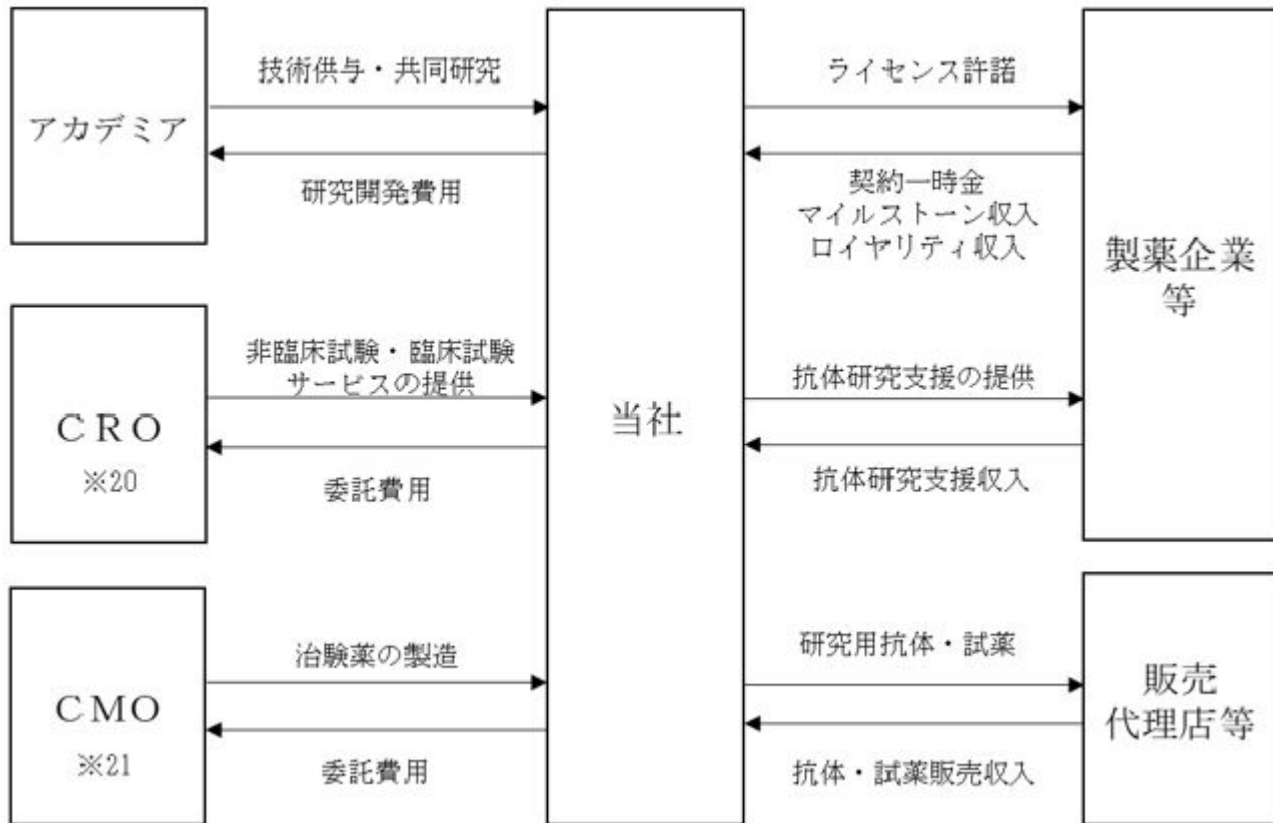 アカデミア
技術供与・共同研究
研究開発費用
CRO
※20
非臨床試験・臨床試験
サービスの提供
委託費用
CMO
※21
治験薬の製造
委託費用
当社
ライセンス許諾
契約一時金
マイルストーン収入
ロイヤリティ収入
抗体研究支援の提供
抗体研究支援収入
製薬企業
等
研究用抗体・試薬
抗体・試薬販売収入
販売
代理店等